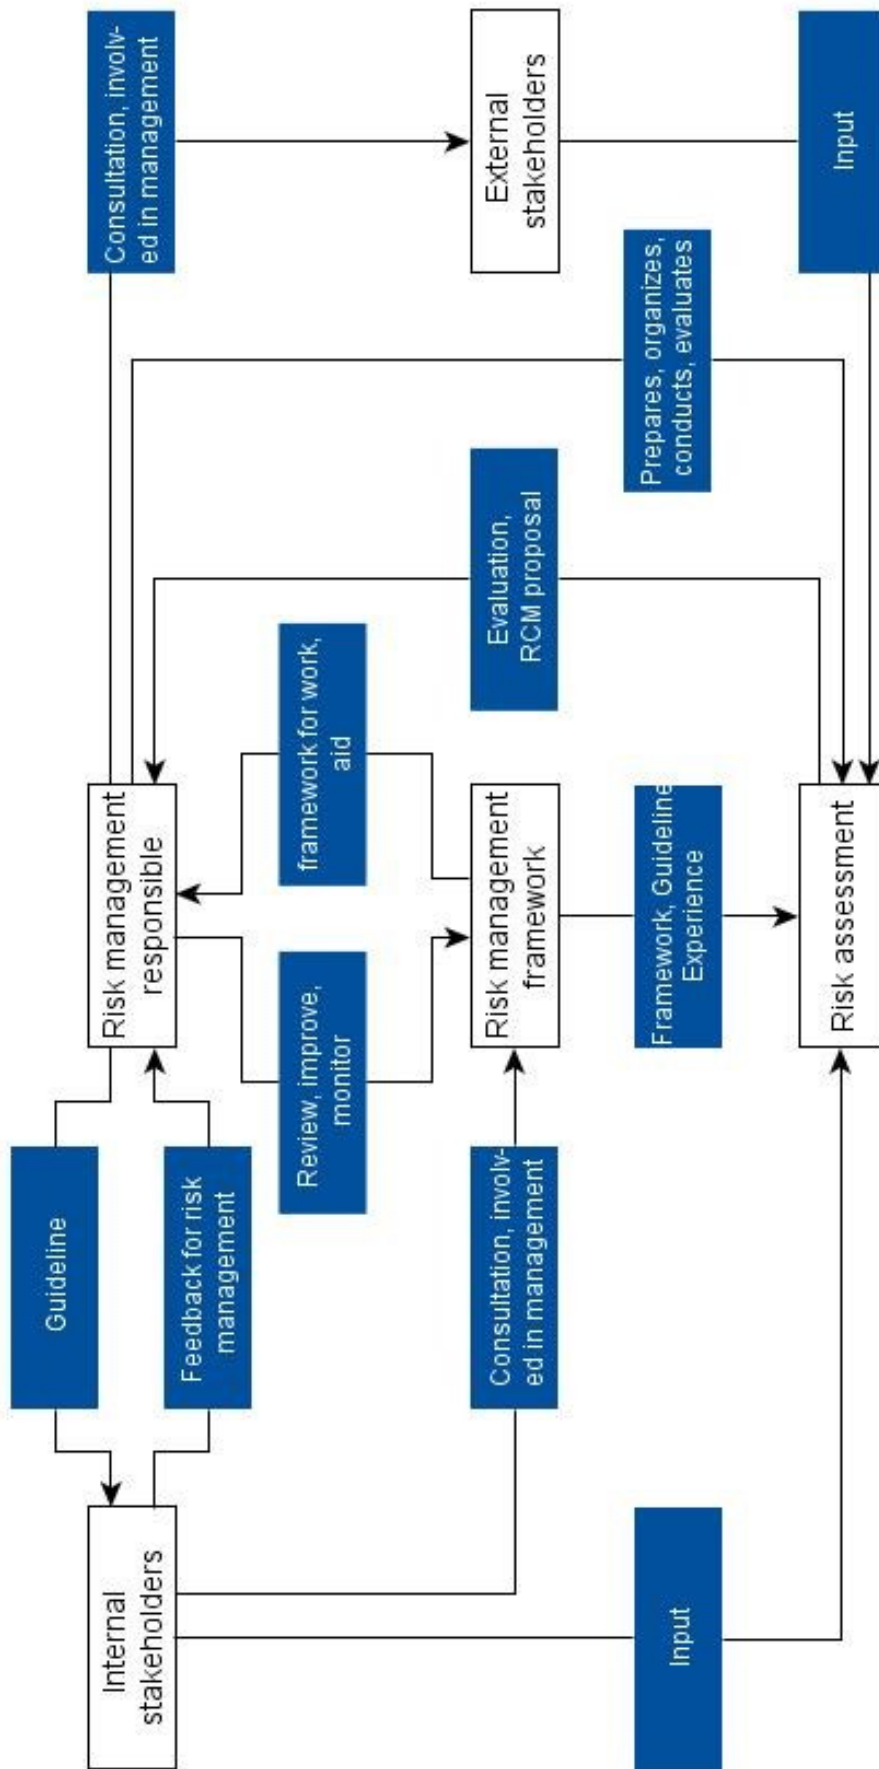 Guideline
Internal
stakeholders
Risk management
responsible
Consultation, involv-
ed in management
Feedback for risk
management
Review, improve,
monitor
framework for work,
aid
Consultation, involv-
ed in management
Risk management
framework
Evaluation,
RCM proposal
External
stakeholders
Framework, Guideline
Experience
Prepares, organizes,
conducts, evaluates
Input
Risk assessment
Input